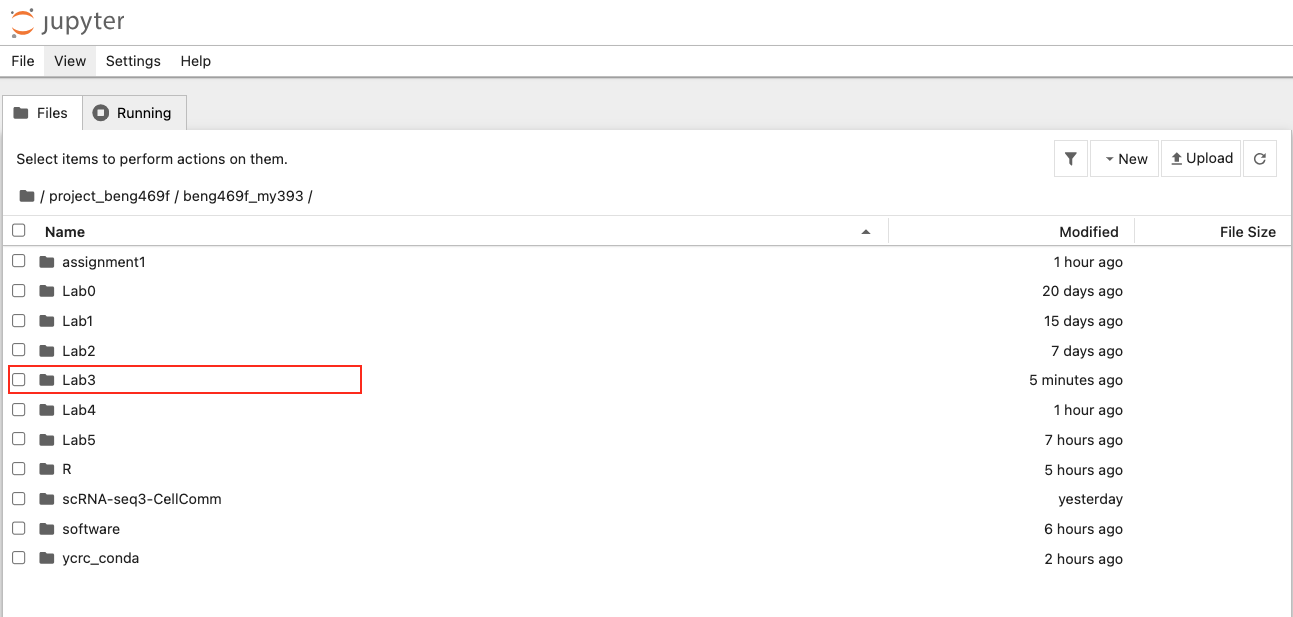 jupyter
File View Settings Help
Files Running
Select items to perform actions on them.
New Upload
/ project_beng469f / beng469f_my393 /
Name Modified File Size
assignment1 1 hour ago
Lab0 20 days ago
Lab1 15 days ago
Lab2 7 days ago
Lab3 5 minutes ago
Lab4 1 hour ago
Lab5 7 hours ago
R 5 hours ago
scRNA-seq3-CellComm yesterday
software 6 hours ago
ycrc_conda 2 hours ago